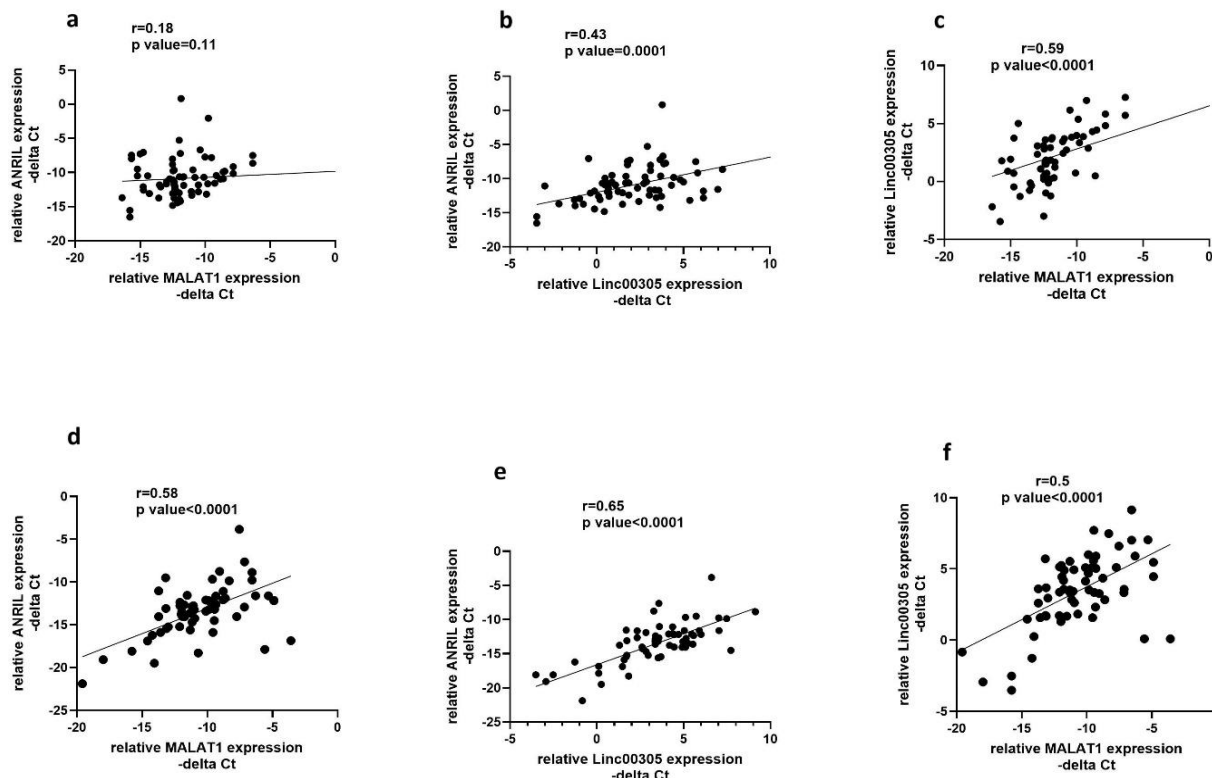 a
r=0.18
p value=0.11
5
0
-5
-10
-15
-20
-20
-15
-10
-5
0
relative ANRIL expression
-delta Ct
relative MALAT1 expression
-delta Ct
b
r=0.43
p value=0.0001
5
0
-5
-10
-15
-20
-5
0
5
10
relative ANRIL expression
-delta Ct
relative Linc00305 expression
-delta Ct
c
r=0.59
p value<0.0001
10
5
0
-5
-20
-15
-10
-5
0
relative Linc00305 expression
-delta Ct
relative MALAT1 expression
-delta Ct
d
r=0.58
p value<0.0001
0
-5
-10
-15
-20
-25
-20
-15
-10
-5
0
relative ANRIL expression
-delta Ct
relative MALAT1 expression
-delta Ct
e
r=0.65
p value<0.0001
0
-5
-10
-15
-20
-25
-5
0
5
10
relative ANRIL expression
-delta Ct
relative Linc00305 expression
-delta Ct
f
r=0.5
p value<0.0001
10
5
0
-5
-20
-15
-10
-5
relative Linc00305 expression
-delta Ct
relative MALAT1 expression
-delta Ct